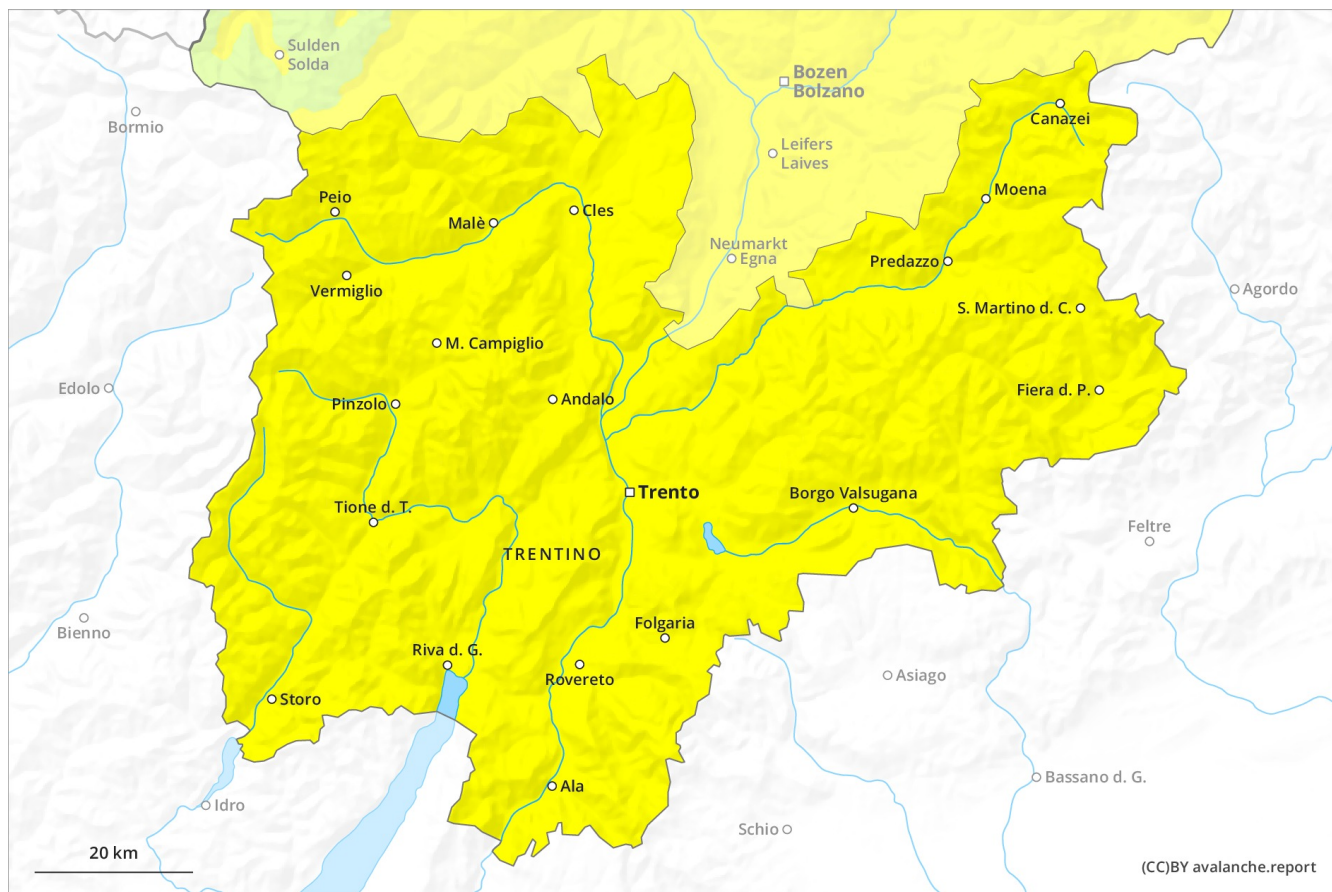 Sulden
Solda
Bozen
Bolzano
Bormio
Canazei
Leifers
Laives
Peio
Moena
Malè
Cles
Neumarkt
Egna
Predazzo
Vermiglio
Agordo
S. Martino d. C.
M. Campiglio
Edolo
Fiera d. P.
Pinzolo
Andalo
Trento
Borgo Valsugana
Tione d. T.
Feltre
TRENTINO
Bienno
Folgaria
Riva d. G.
Rovereto
Asiago
Storo
Bassano d. G.
Ala
Idro
Schio
20 km
(CC)BY avalanche.report